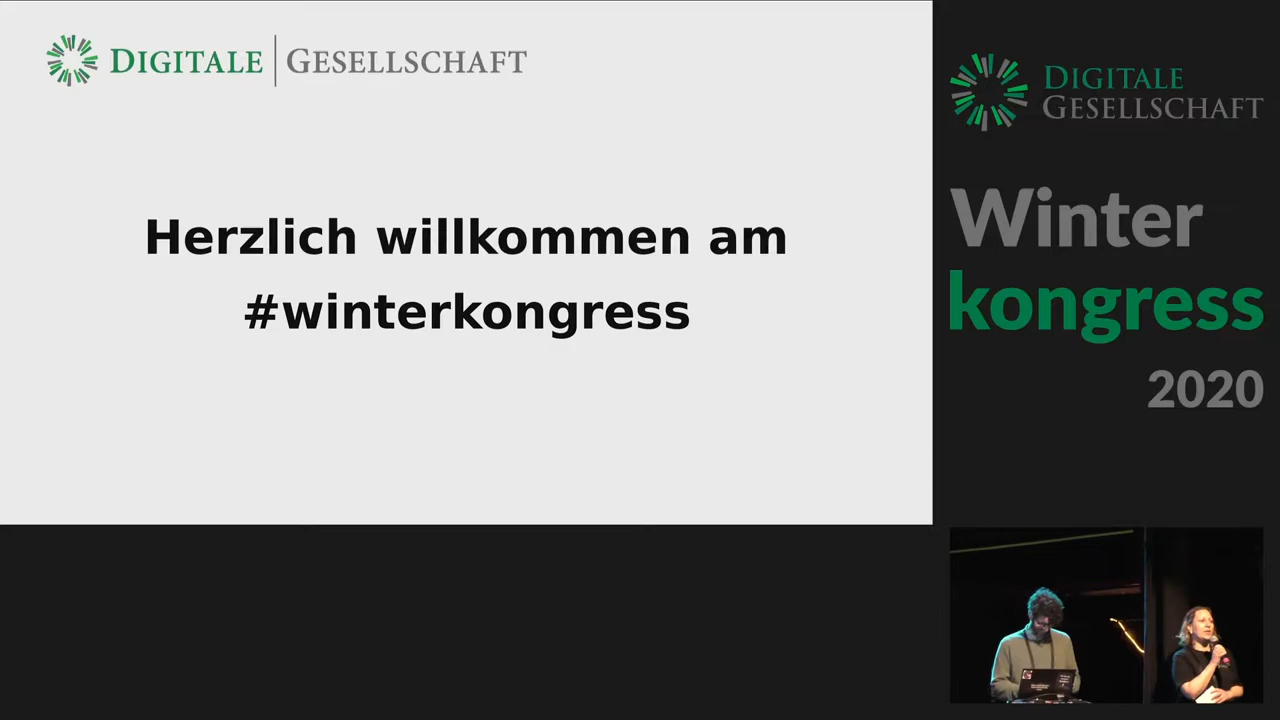 DIGITALE GESELLSCHAFT
Herzlich willkommen am
#winterkongress
DIGITALE
GESELLSCHAFT
Winter
kongress
2020